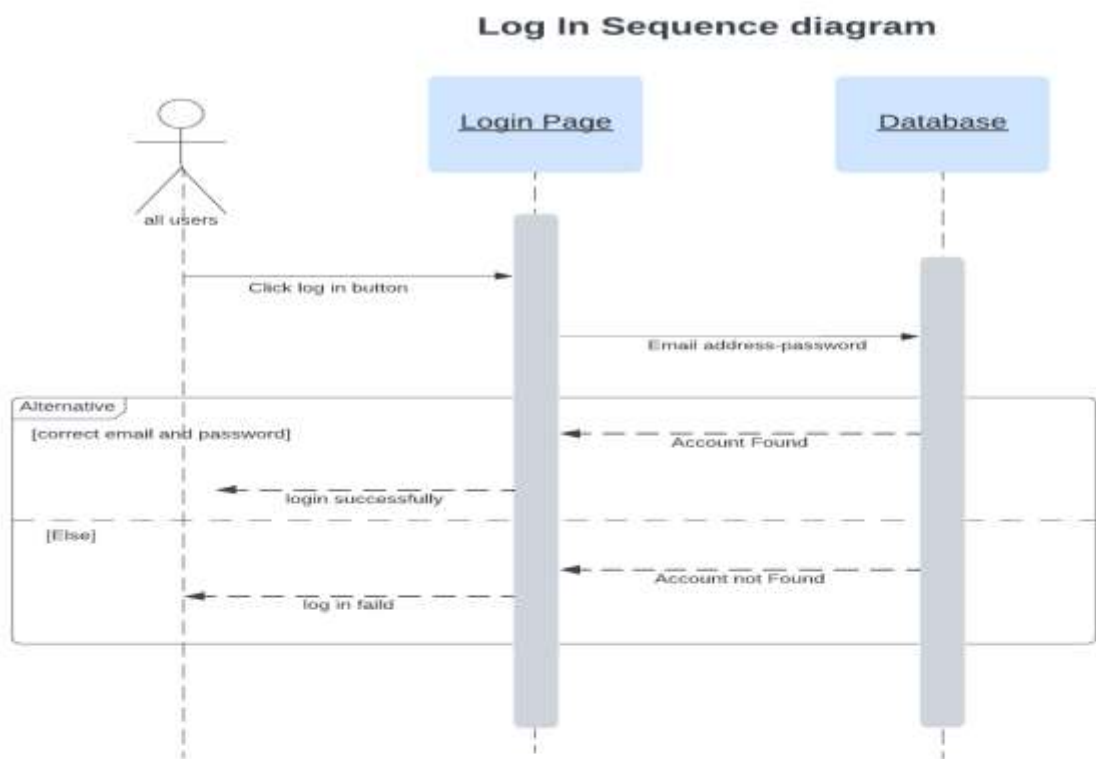 Log In Sequence diagram
Login Page
Database
all users
Click log in button
Email address-password
Alternative
[correct email and password]
Account Found
login successfully
[Else]
Account not Found
log in faild